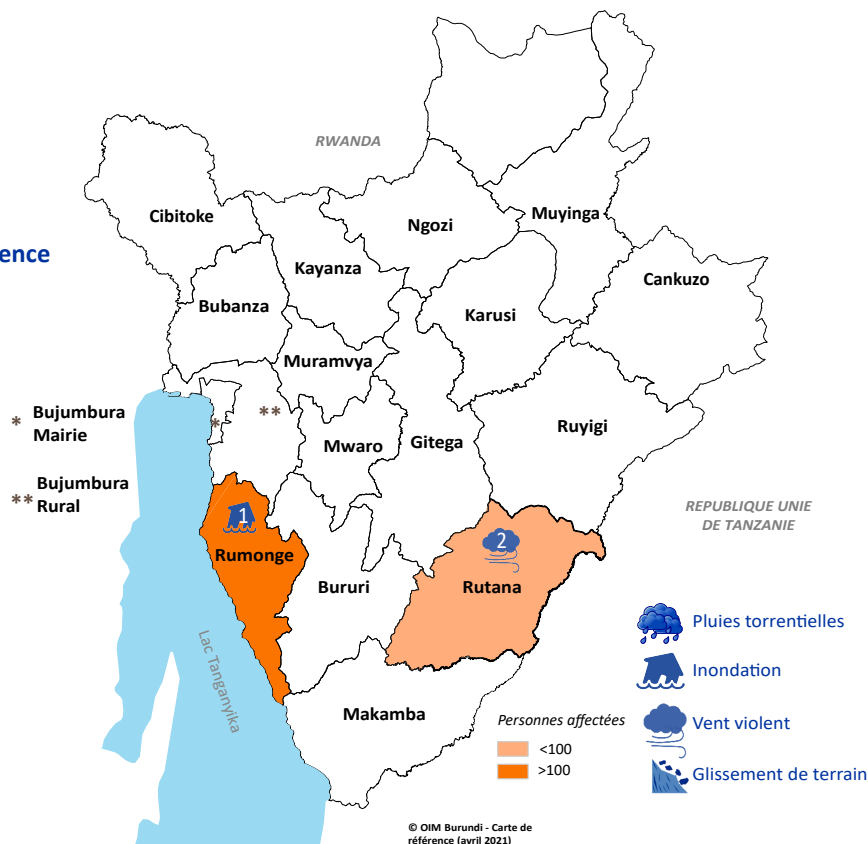 RWANDA
Cibitoke
Ngozi
Muyinga
ence
Kayanza
Cankuzo
Bubanza
Karusi
Muramvya
* Bujumbura
Mairie
*
**
Mwaro
Gitega
Ruyigi
** Bujumbura
Rural
REPUBLIQUE UNIE
DE TANZANIE
1
Rumonge
2
Rutana
Bururi
Lac Tanganyika
Makamba
Pluies torrentielles
Inondation
Vent violent
Glissement de terrain
Personnes affectées
<100
>100
© OIM Burundi - Carte de
référence (avril 2021)